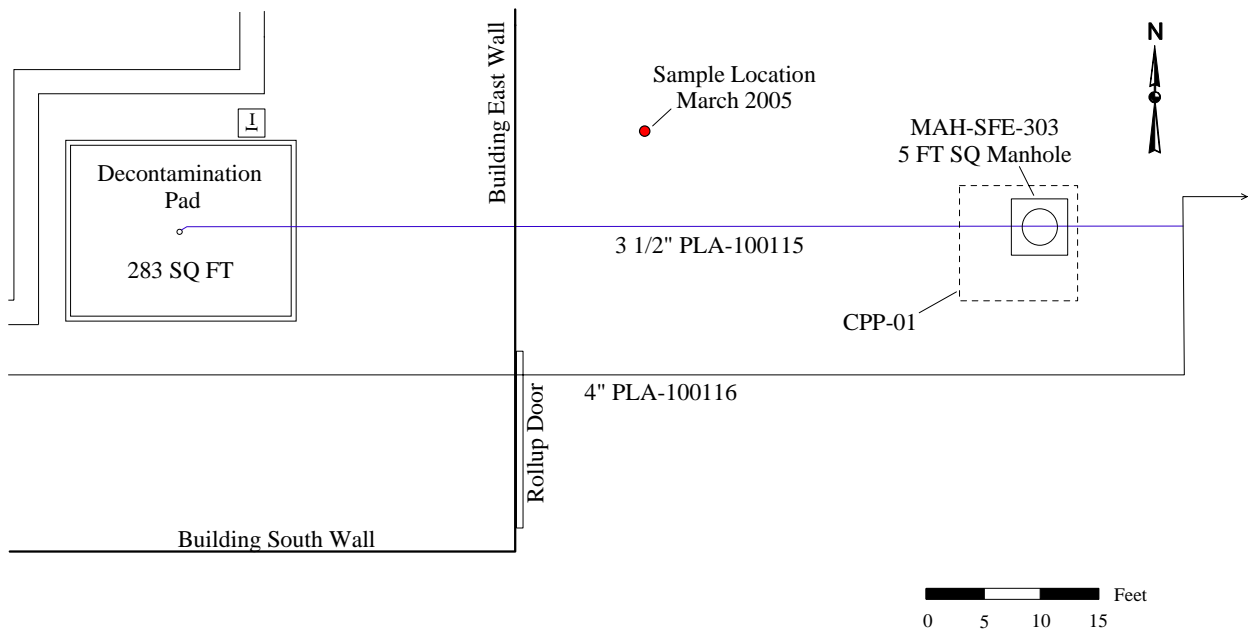 N
Sample Location
March 2005
Building East Wall
I
MAH-SFE-303
5 FT SQ Manhole
Decontamination
Pad
283 SQ FT
3 1/2" PLA-100115
CPP-01
4" PLA-100116
Rollup Door
Building South Wall
Feet
0 5 10 15